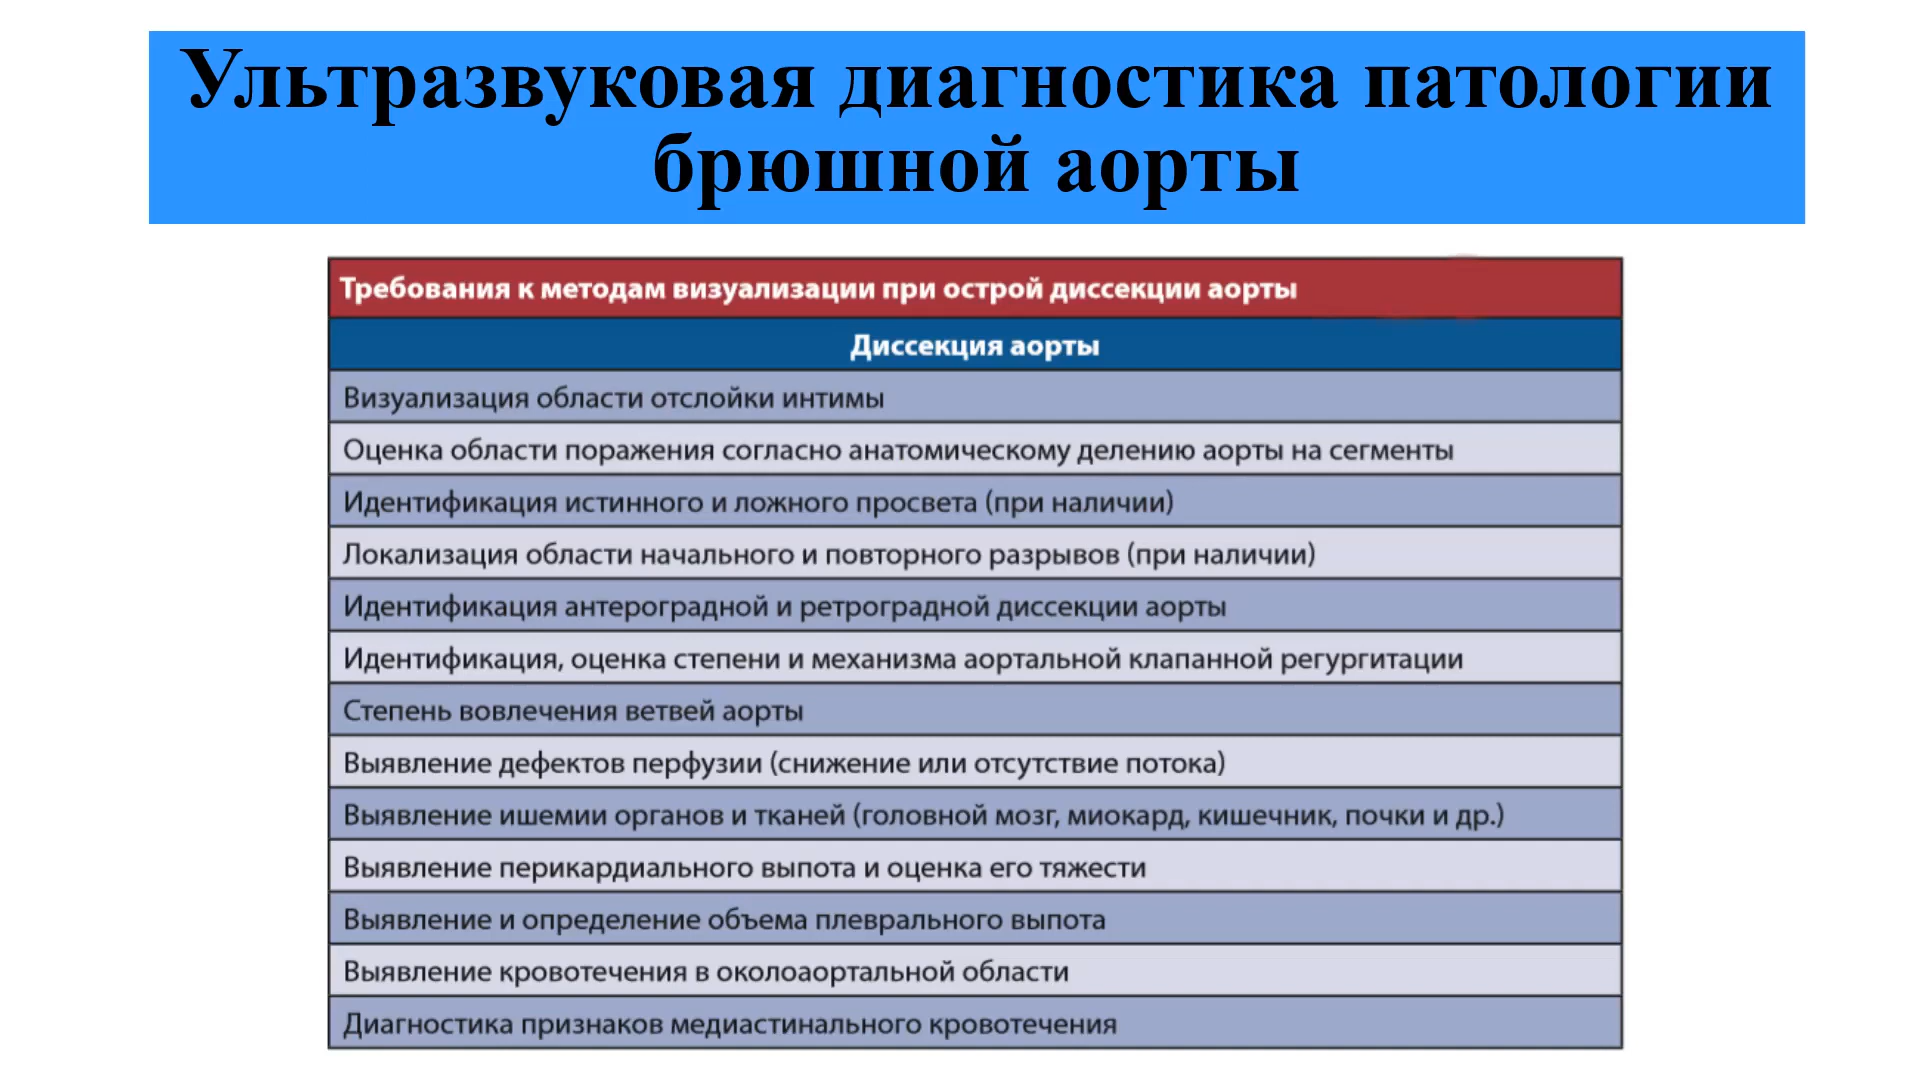 Ультразвуковая диагностика патологии
брюшной аорты
Требования к методам визуализации при острой диссекции аорты
Диссекция аорты
Визуализация области отслойки интимы
Оценка области поражения согласно анатомическому делению аорты на сегменты
Идентификация истинного и ложного просвета (при наличии)
Локализация области начального и повторного разрывов (при наличии)
Идентификация антероградной и ретроградной диссекции аорты
Идентификация, оценка степени и механизма аортальной клапанной регургитации
Степень вовлечения ветвей аорты
Выявление дефектов перфузии (снижение или отсутствие потока)
Выявление ишемии органов и тканей (головной мозг, миокард, кишечник, почки и др.)
Выявление перикардиального выпота и оценка его тяжести
Выявление и определение объема плеврального выпота
Выявление кровотечения в околоаортальной области
Диагностика признаков медиастинального кровотечения